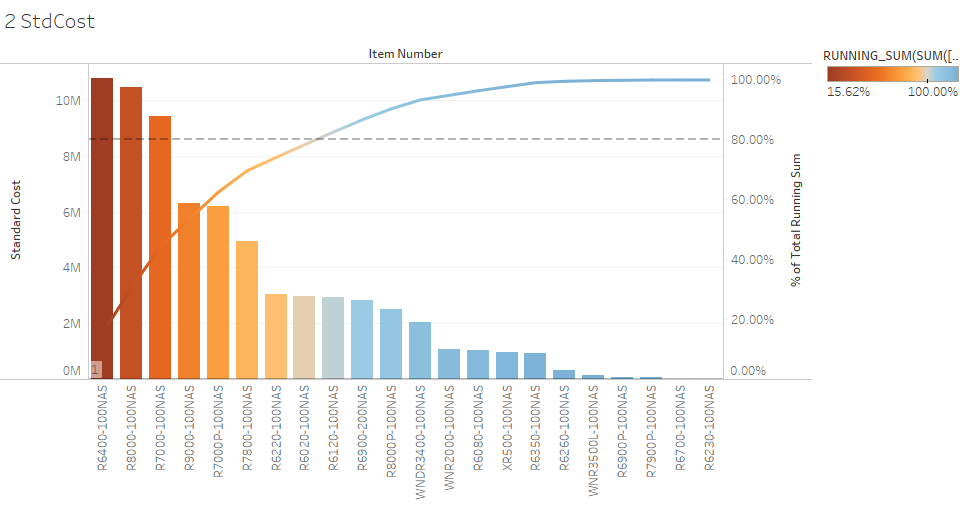 2 StdCost
Item Number
RUNNING_SUM(SUM([..
15.62%
100.00%
Standard Cost
10M
8M
6M
4M
2M
0M
1
100.00%
80.00%
60.00%
40.00%
20.00%
0.00%
% of Total Running Sum
R6400-100NAS
R8000-100NAS
R7000-100NAS
R9000-100NAS
R7000P-100NAS
R7800-100NAS
R6220-100NAS
R6020-100NAS
R6120-100NAS
R6900-200NAS
R8000P-100NAS
WNDR3400-100NAS
WNR2000-100NAS
R6080-100NAS
XR500-100NAS
R6350-100NAS
R6260-100NAS
WNR3500L-100NAS
R6900P-100NAS
R7900P-100NAS
R6700-100NAS
R6230-100NAS